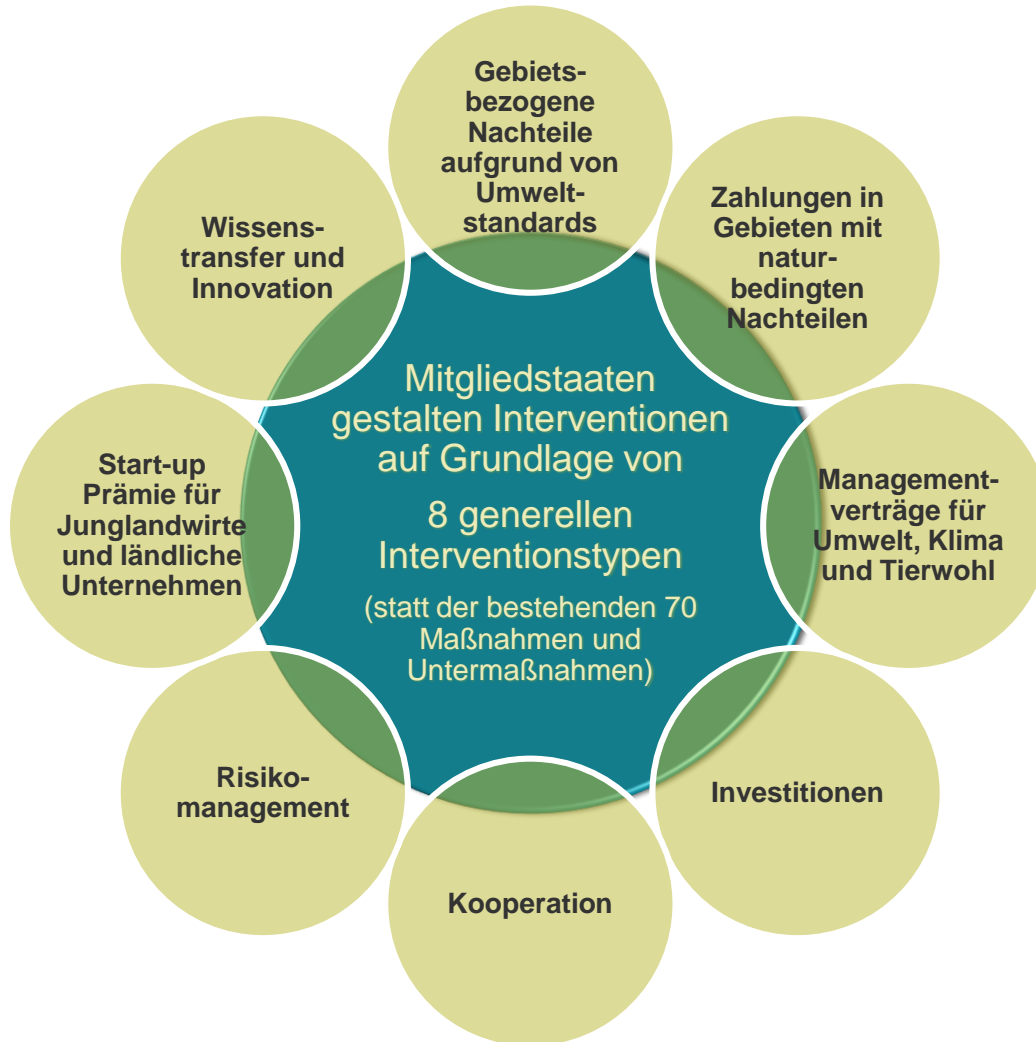 Gebiets-
bezogene
Nachteile
aufgrund von
Umwelt-
standards
Zahlungen in
Gebieten mit
natur-
bedingten
Nachteilen
Management-
verträge für
Umwelt, Klima
und Tierwohl
Investitionen
Kooperation
Risiko-
management
Start-up
Prämie für
Junglandwirte
und ländliche
Unternehmen
Wissens-
transfer und
Innovation
Mitgliedstaaten
gestalten Interventionen
auf Grundlage von
8 generellen
Interventionstypen
(statt der bestehenden 70
Maßnahmen und
Untermaßnahmen)